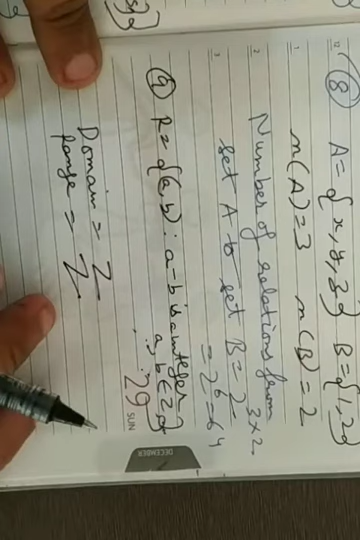 (8) A = {x, y, z} B = {1, 2}
n(A) = 3 n(B) = 2
Number of relations from
set A to set B = 2^3×2
= 2^6 = 64
(9) R = {(a, b) : a - b is a integer
a, b ∈ Z}
Domain = Z
Range = Z
29 SUN
DECEMBER